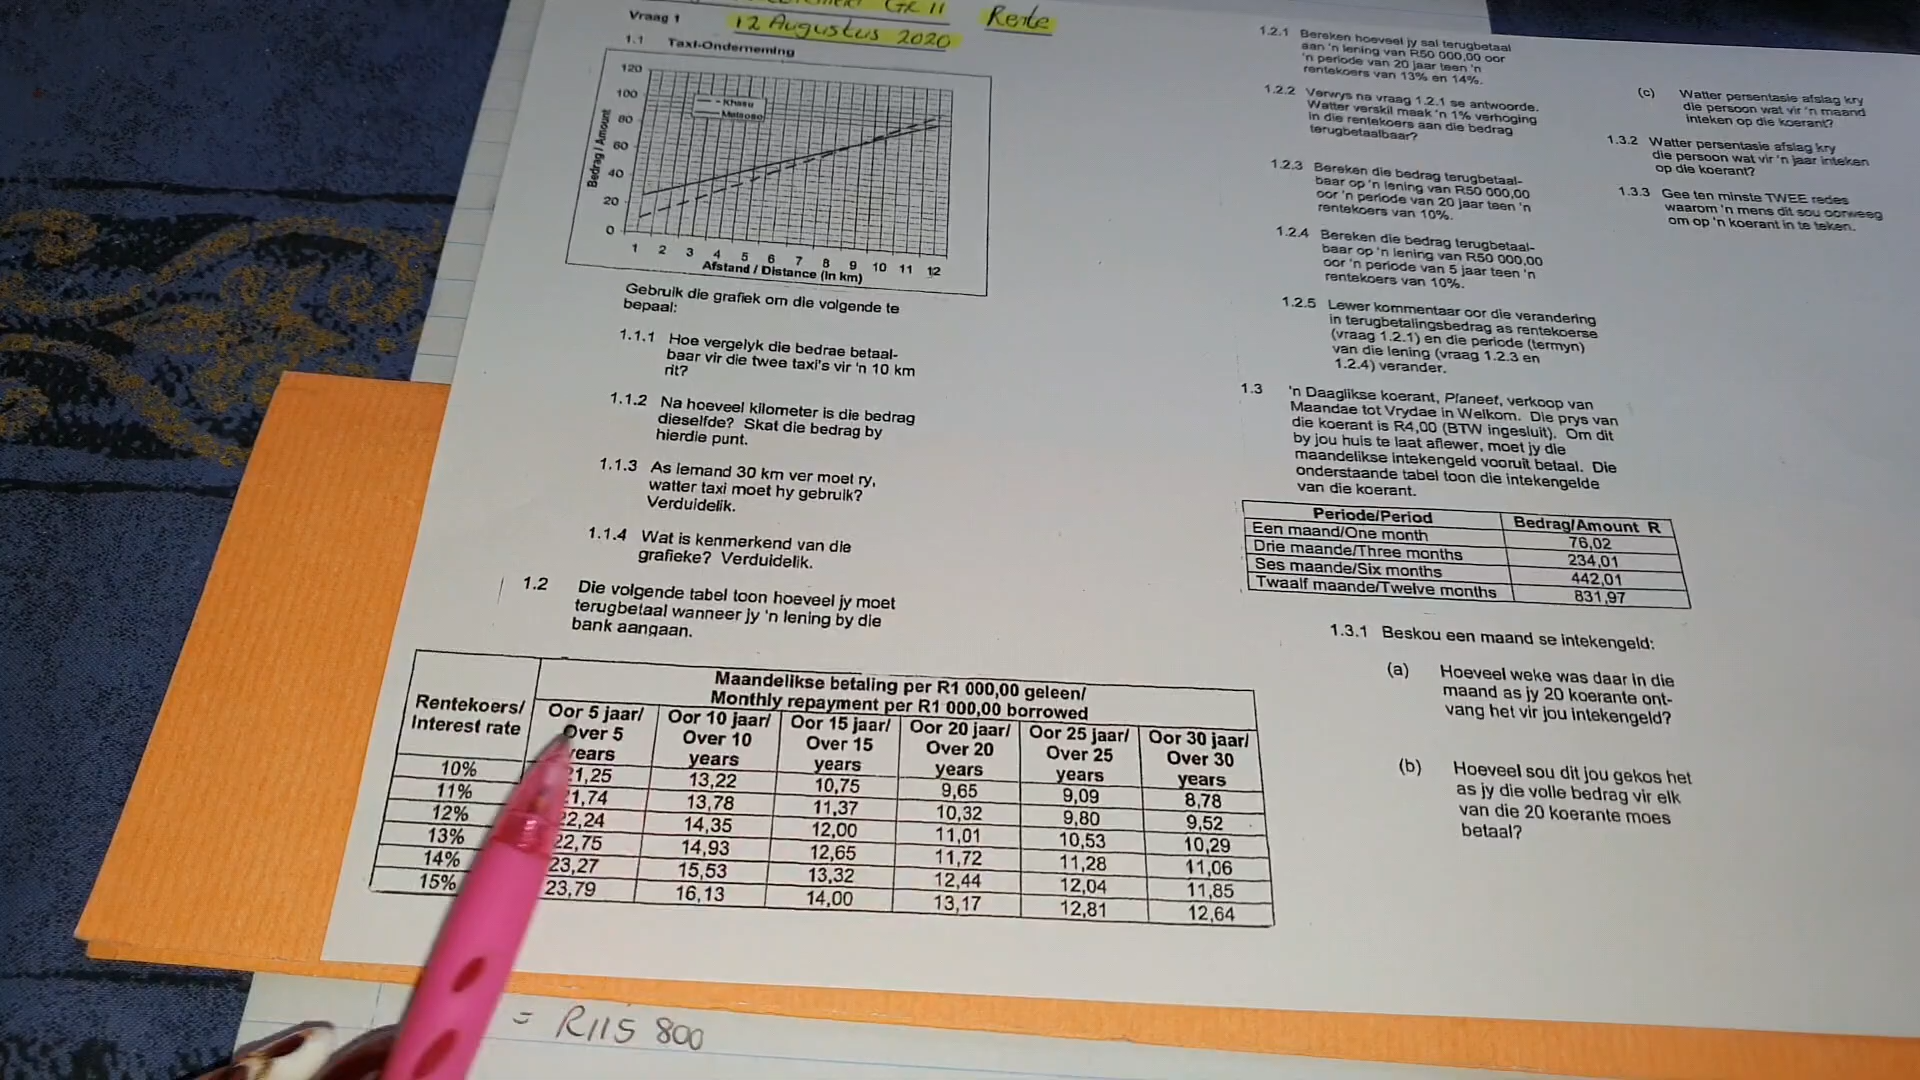 GR 11 Rente
12 Augustus 2020
Vraag 1
1.1 Taxi-Onderneming
120
100
80
60
40
20
0
Bedrag / Amount
Khasu
1 2 3 4 5 6 7 8 9 10 11 12
Afstand / Distance (in km)
Gebruik die grafiek om die volgende te
bepaal:
1.1.1 Hoe vergelyk die bedrae betaal-
baar vir die twee taxi's vir 'n 10 km
rit?
1.1.2 Na hoeveel kilometer is die bedrag
dieselfde? Skat die bedrag by
hierdie punt.
1.1.3 As iemand 30 km ver moet ry,
watter taxi moet hy gebruik?
Verduidelik.
1.1.4 Wat is kenmerkend van die
grafieke? Verduidelik.
1.2 Die volgende tabel toon hoeveel jy moet
terugbetaal wanneer jy 'n lening by die
bank aangaan.
Rentekoers/
Interest rate
Maandelikse betaling per R1 000,00 geleen/
Monthly repayment per R1 000,00 borrowed
Oor 5 jaar/
Over 5
years
Oor 10 jaar/
Over 10
years
Oor 15 jaar/
Over 15
years
Oor 20 jaar/
Over 20
years
Oor 25 jaar/
Over 25
years
Oor 30 jaar/
Over 30
years
10% 21,25 13,22 10,75 9,65 9,09 8,78
11% 21,74 13,78 11,37 10,32 9,80 9,52
12% 22,24 14,35 12,00 11,01 10,53 10,29
13% 22,75 14,93 12,65 11,72 11,28 11,06
14% 23,27 15,53 13,32 12,44 12,04 11,85
15% 23,79 16,13 14,00 13,17 12,81 12,64
= R115 800
1.2.1 Bereken hoeveel jy sal terugbetaal
aan 'n lening van R50 000,00 oor
'n periode van 20 jaar teen 'n
rentekoers van 13% en 14%.
1.2.2 Verwys na vraag 1.2.1 se antwoorde.
Watter verskil maak 'n 1% verhoging
in die rentekoers aan die bedrag
terugbetaalbaar?
1.2.3 Bereken die bedrag terugbetaal-
baar op 'n lening van R50 000,00
oor 'n periode van 20 jaar teen 'n
rentekoers van 10%.
1.2.4 Bereken die bedrag terugbetaal-
baar op 'n lening van R50 000,00
oor 'n periode van 5 jaar teen 'n
rentekoers van 10%.
1.2.5 Lewer kommentaar oor die verandering
in terugbetalingsbedrag as rentekoerse
(vraag 1.2.1) en die periode (termyn)
van die lening (vraag 1.2.3 en
1.2.4) verander.
1.3 'n Daaglikse koerant, Planeet, verkoop van
Maandae tot Vrydae in Welkom. Die prys van
die koerant is R4,00 (BTW ingesluit). Om dit
by jou huis te laat aflewer, moet jy die
maandelikse intekengeld vooruit betaal. Die
onderstaande tabel toon die intekengelde
van die koerant.
Periode/Period Bedrag/Amount R
Een maand/One month 76,02
Drie maande/Three months 234,01
Ses maande/Six months 442,01
Twaalf maande/Twelve months 831,97
1.3.1 Beskou een maand se intekengeld:
(a) Hoeveel weke was daar in die
maand as jy 20 koerante ont-
vang het vir jou intekengeld?
(b) Hoeveel sou dit jou gekos het
as jy die volle bedrag vir elk
van die 20 koerante moes
betaal?
(c) Watter persentasie afslag kry
die persoon wat vir 'n maand
inteken op die koerant?
1.3.2 Watter persentasie afslag kry
die persoon wat vir 'n jaar inteken
op die koerant?
1.3.3 Gee ten minste TWEE redes
waarom 'n mens dit sou oorweeg
om op 'n koerant in te teken.